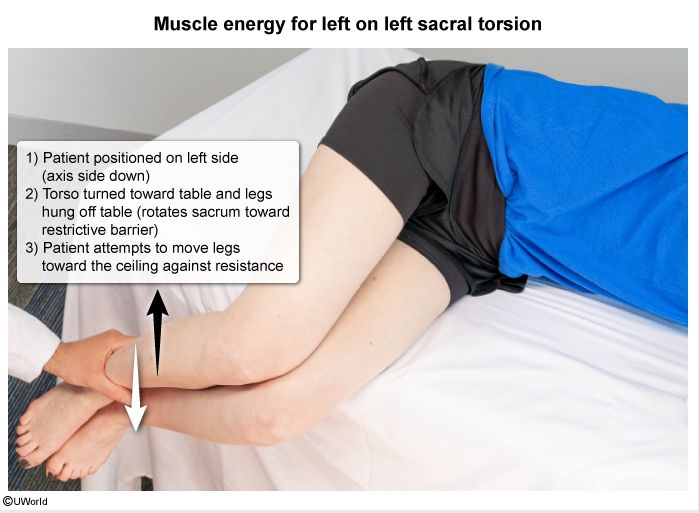 Muscle energy for left on left sacral torsion
1) Patient positioned on left side
(axis side down)
2) Torso turned toward table and legs
hung off table (rotates sacrum toward
restrictive barrier)
3) Patient attempts to move legs
toward the ceiling against resistance
©UWorld